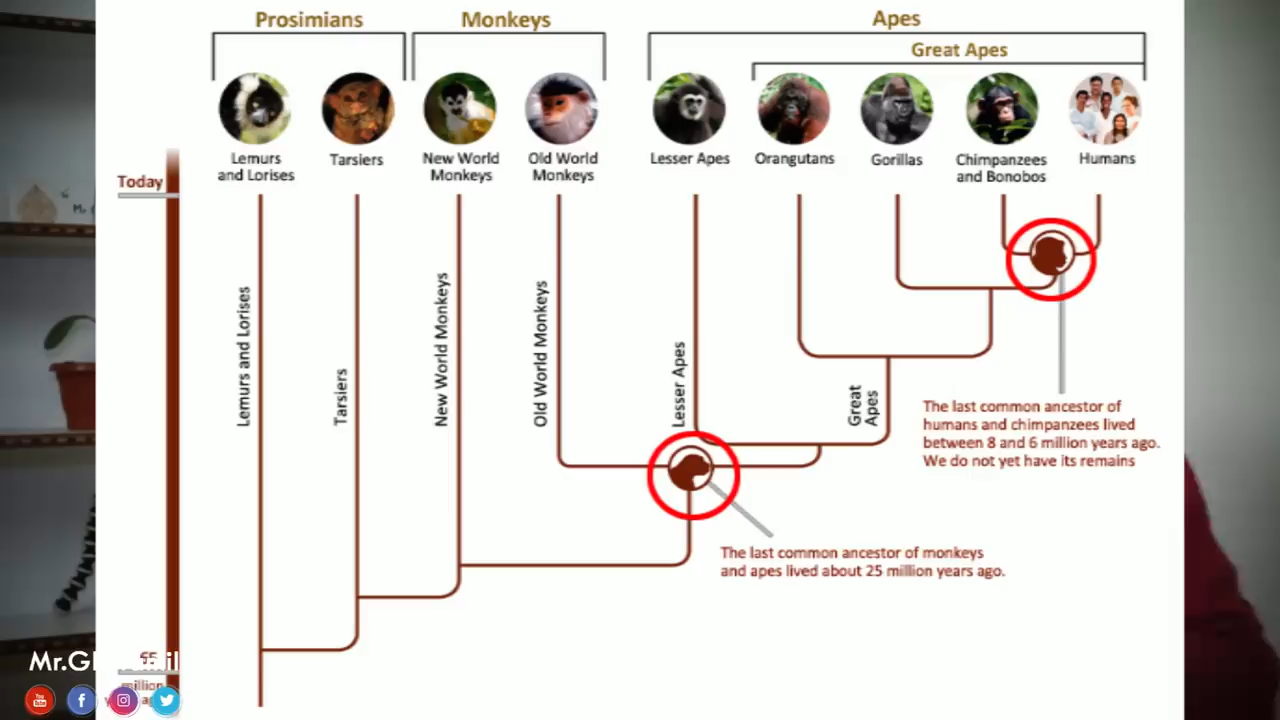 Prosimians
Monkeys
Apes
Great Apes
Lemurs
and Lorises
Tarsiers
New World
Monkeys
Old World
Monkeys
Lesser Apes
Orangutans
Gorillas
Chimpanzees
and Bonobos
Humans
Today
Lemurs and Lorises
Tarsiers
New World Monkeys
Old World Monkeys
Lesser Apes
Great
Apes
The last common ancestor of
humans and chimpanzees lived
between 8 and 6 million years ago.
We do not yet have its remains
The last common ancestor of monkeys
and apes lived about 25 million years ago.
million
You
Tube